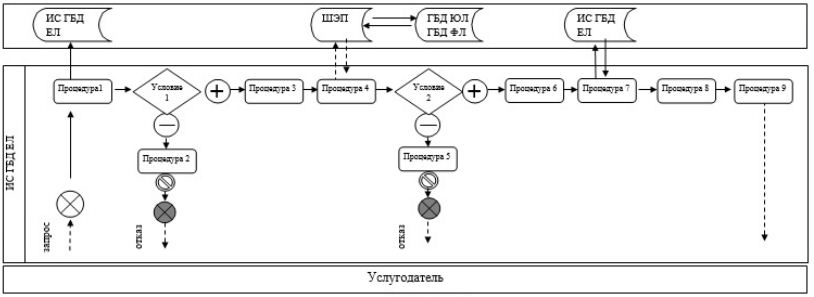 ИС ГБД
ЕЛ
ШЭП
ГБД ЮЛ
ГБД ФЛ
ИС ГБД
ЕЛ
ИС ГБД ЕЛ
Процедура1
Условие
1
Процедура 3
Процедура 4
Условие
2
Процедура 6
Процедура 7
Процедура 8
Процедура 9
Процедура 2
Процедура 5
запрос
отказ
отказ
Услугодатель